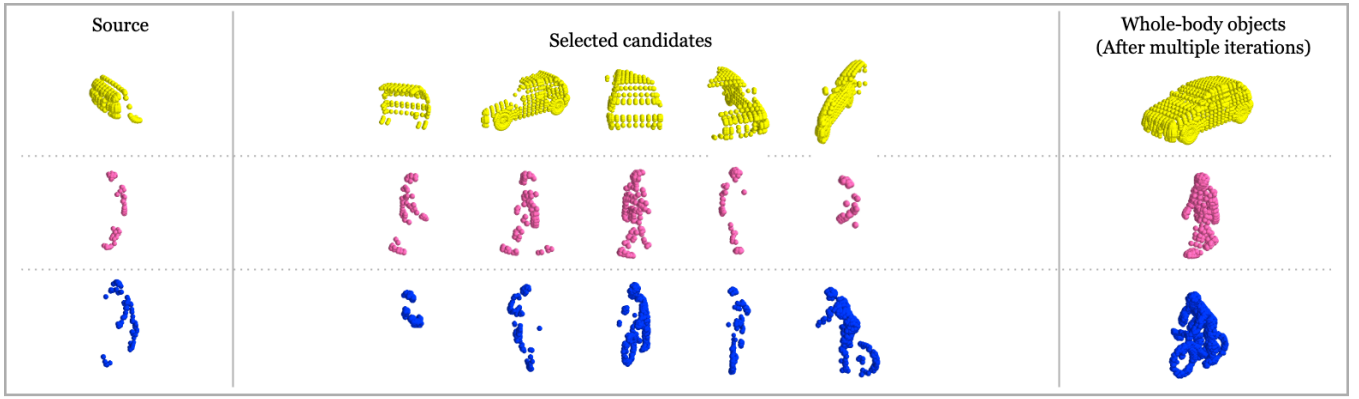 Source
Selected candidates
Whole-body objects
(After multiple iterations)